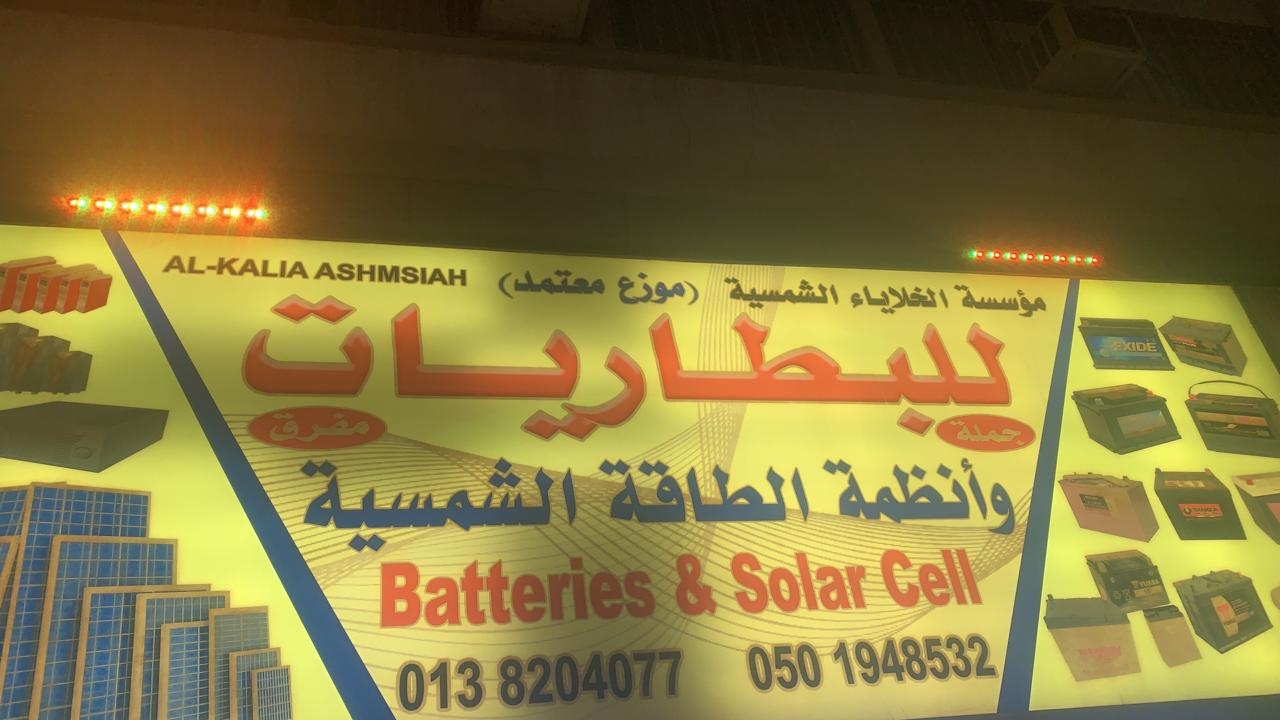 مؤسسة الخلاياء الشمسية (موزع معتمد) AL-KALIA ASHMSIAH
للبطاريات
جملة مفرق
وأنظمة الطاقة الشمسية
Batteries & Solar Cell
013 8204077 050 1948532
EXIDE
YUASA